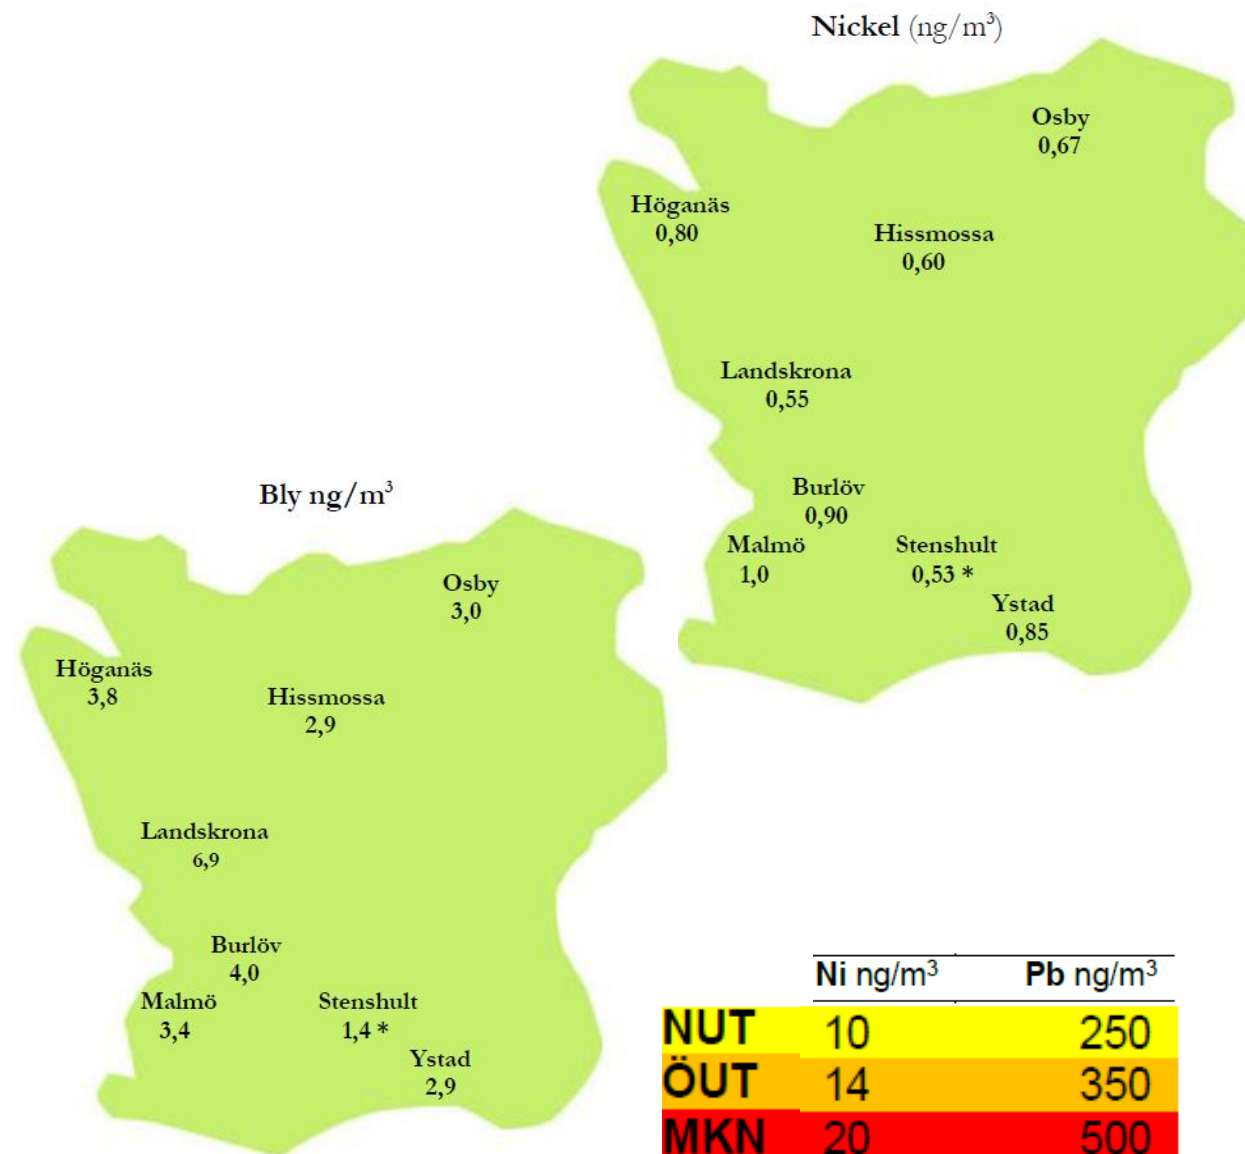 Nickel (ng/m³)
Osby
0,67
Höganäs
0,80
Hissmossa
0,60
Landskrona
0,55
Burlöv
0,90
Malmö
1,0
Stenshult
0,53 *
Ystad
0,85
Bly ng/m³
Osby
3,0
Höganäs
3,8
Hissmossa
2,9
Landskrona
6,9
Burlöv
4,0
Malmö
3,4
Stenshult
1,4 *
Ystad
2,9
Ni ng/m³ Pb ng/m³
NUT 10 250
ÖUT 14 350
MKN 20 500